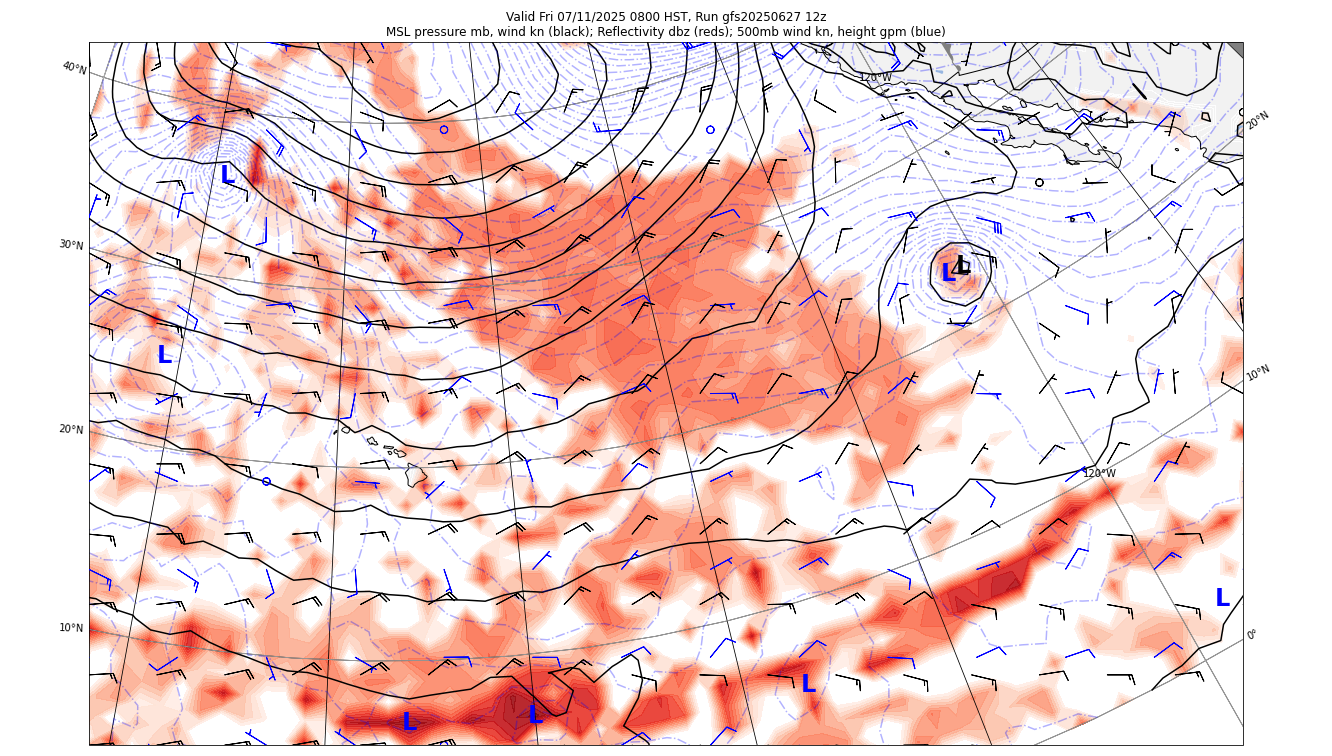 Valid Fri 07/11/2025 0800 HST, Run gfs20250627 12z
MSL pressure mb, wind kn (black); Reflectivity dbz (reds); 500mb wind kn, height gpm (blue)
40°N
120°W
20°N
L
30°N
L
L
L
10°N
20°N
120°W
L
10°N
0°
L
L
L